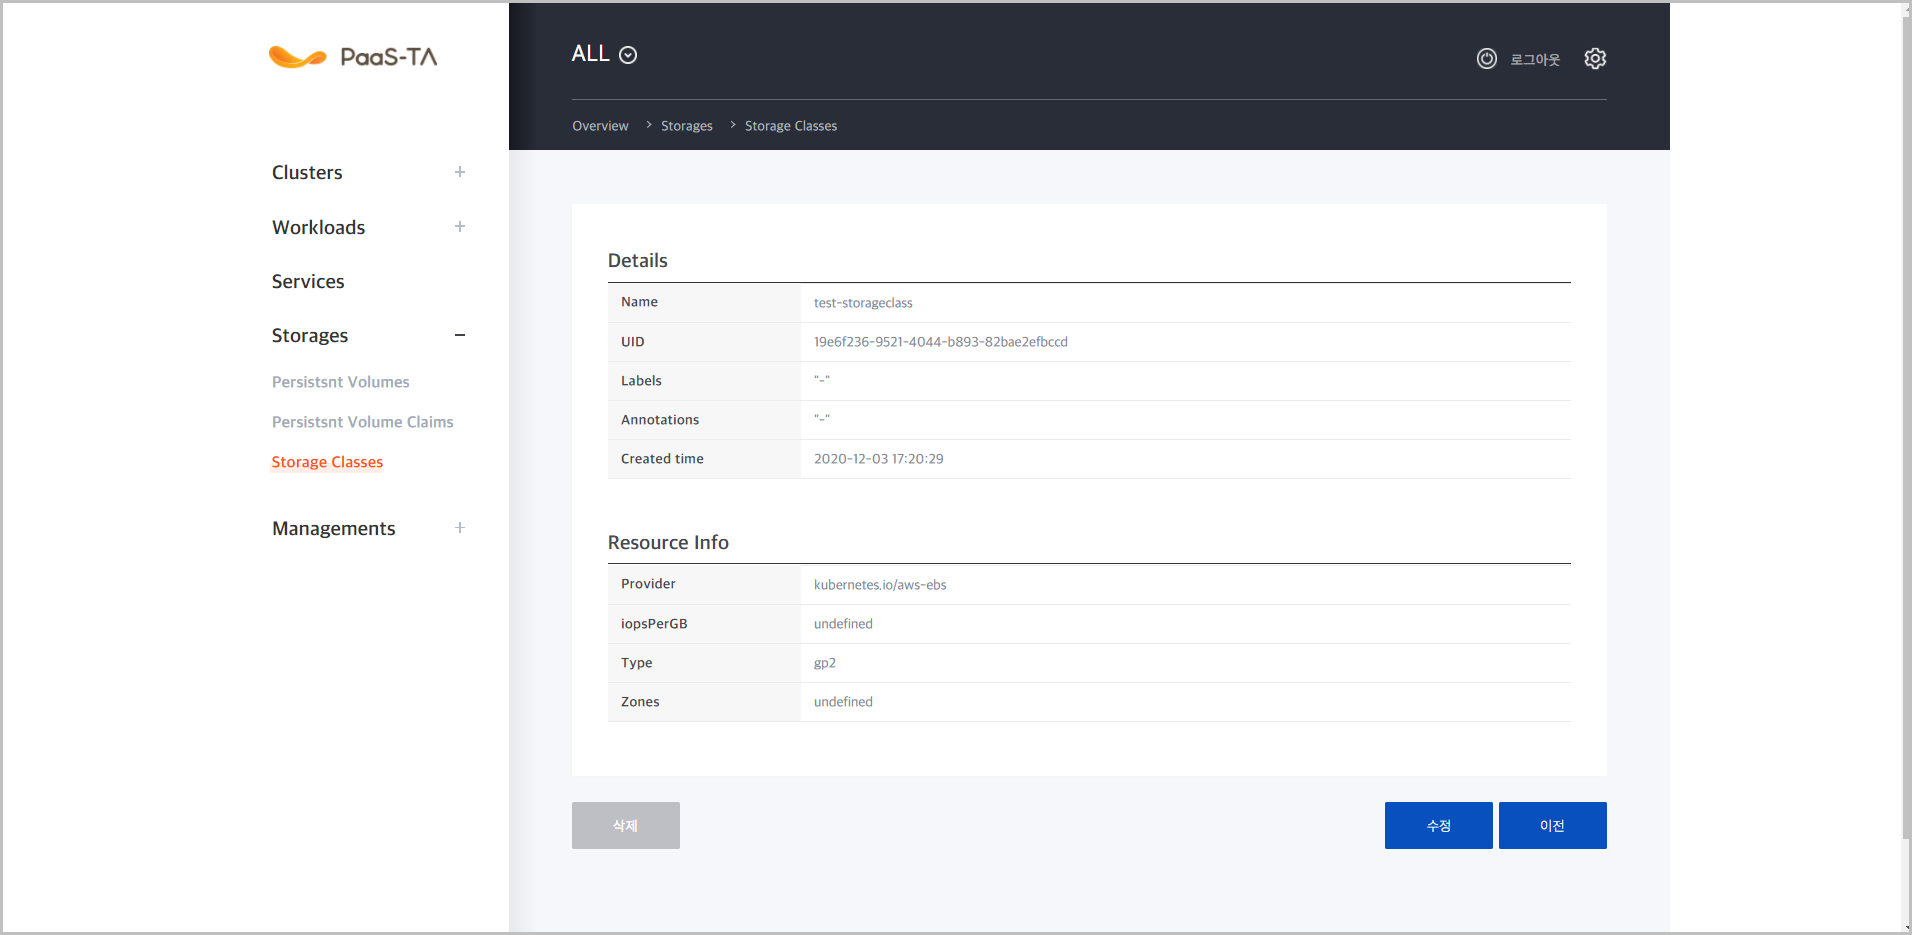 PaaS-TA
ALL
로그아웃
Overview > Storages > Storage Classes
Clusters +
Workloads +
Services
Storages −
Persistsnt Volumes
Persistsnt Volume Claims
Storage Classes
Managements +
Details
Name test-storageclass
UID 19e6f236-9521-4044-b893-82bae2efbccd
Labels "-"
Annotations "-"
Created time 2020-12-03 17:20:29
Resource Info
Provider kubernetes.io/aws-ebs
iopsPerGB undefined
Type gp2
Zones undefined
삭제
수정
이전